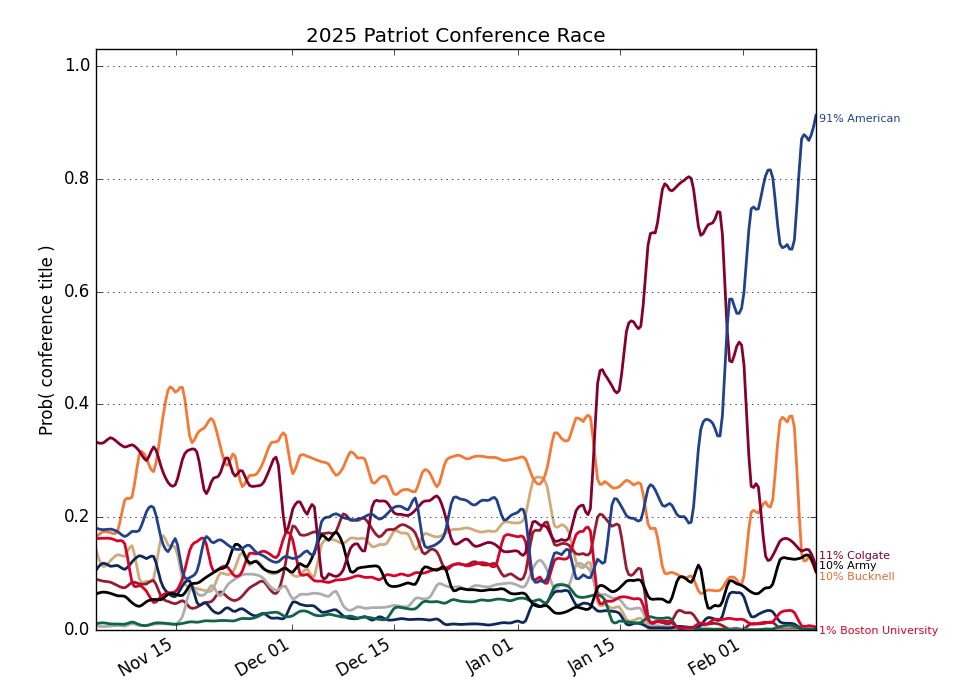 2025 Patriot Conference Race
Prob( conference title )
1.0
0.8
0.6
0.4
0.2
0.0
Nov 15
Dec 01
Dec 15
Jan 01
Jan 15
Feb 01
91% American
11% Colgate
10% Army
10% Bucknell
1% Boston University